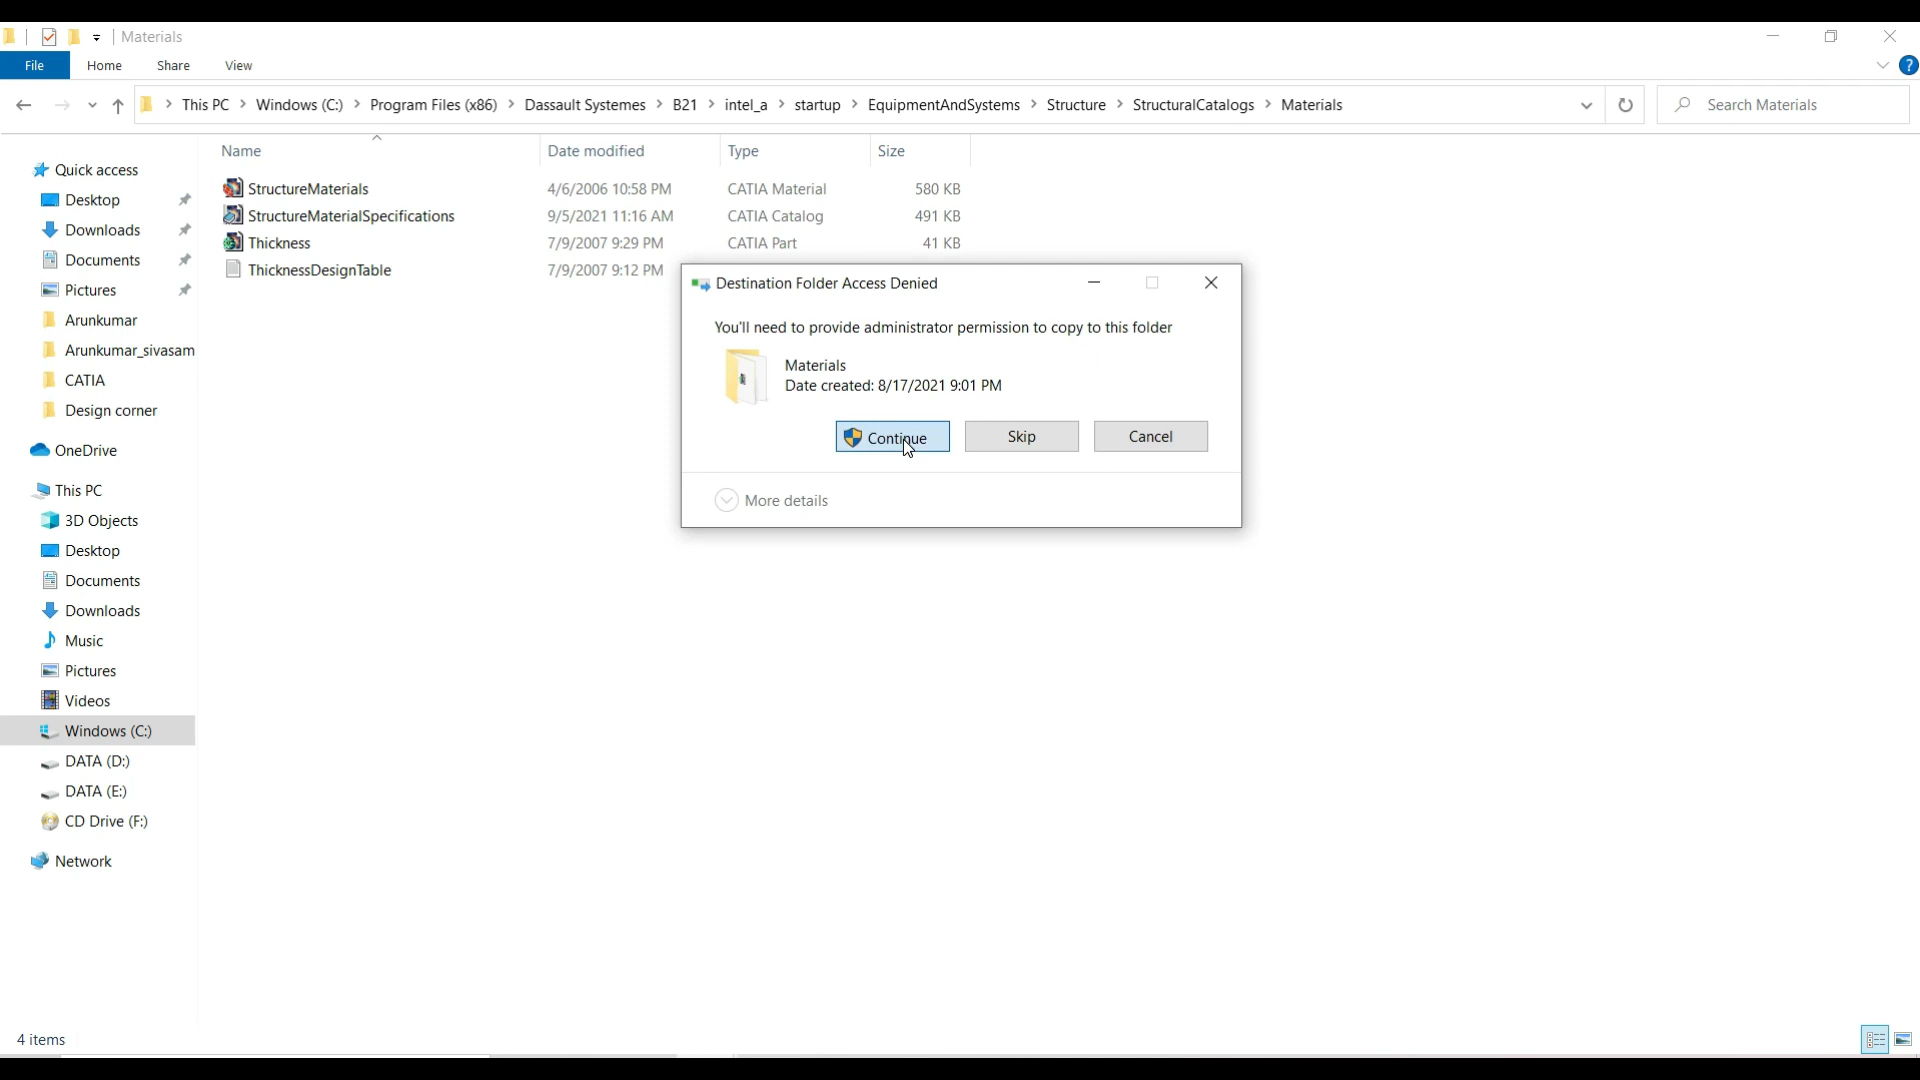 Materials
File Home Share View
This PC Windows (C:) Program Files (x86) Dassault Systemes B21 intel_a startup EquipmentAndSystems Structure StructuralCatalogs Materials Search Materials
Name Date modified Type Size
StructureMaterials 4/6/2006 10:58 PM CATIA Material 580 KB
StructureMaterialSpecifications 9/5/2021 11:16 AM CATIA Catalog 491 KB
Thickness 7/9/2007 9:29 PM CATIA Part 41 KB
ThicknessDesignTable 7/9/2007 9:12 PM
Quick access
Desktop
Downloads
Documents
Pictures
Arunkumar
Arunkumar_sivasam
CATIA
Design corner
OneDrive
This PC
3D Objects
Desktop
Documents
Downloads
Music
Pictures
Videos
Windows (C:)
DATA (D:)
DATA (E:)
CD Drive (F:)
Network
Destination Folder Access Denied
You'll need to provide administrator permission to copy to this folder
Materials
Date created: 8/17/2021 9:01 PM
Continue Skip Cancel
More details
4 items